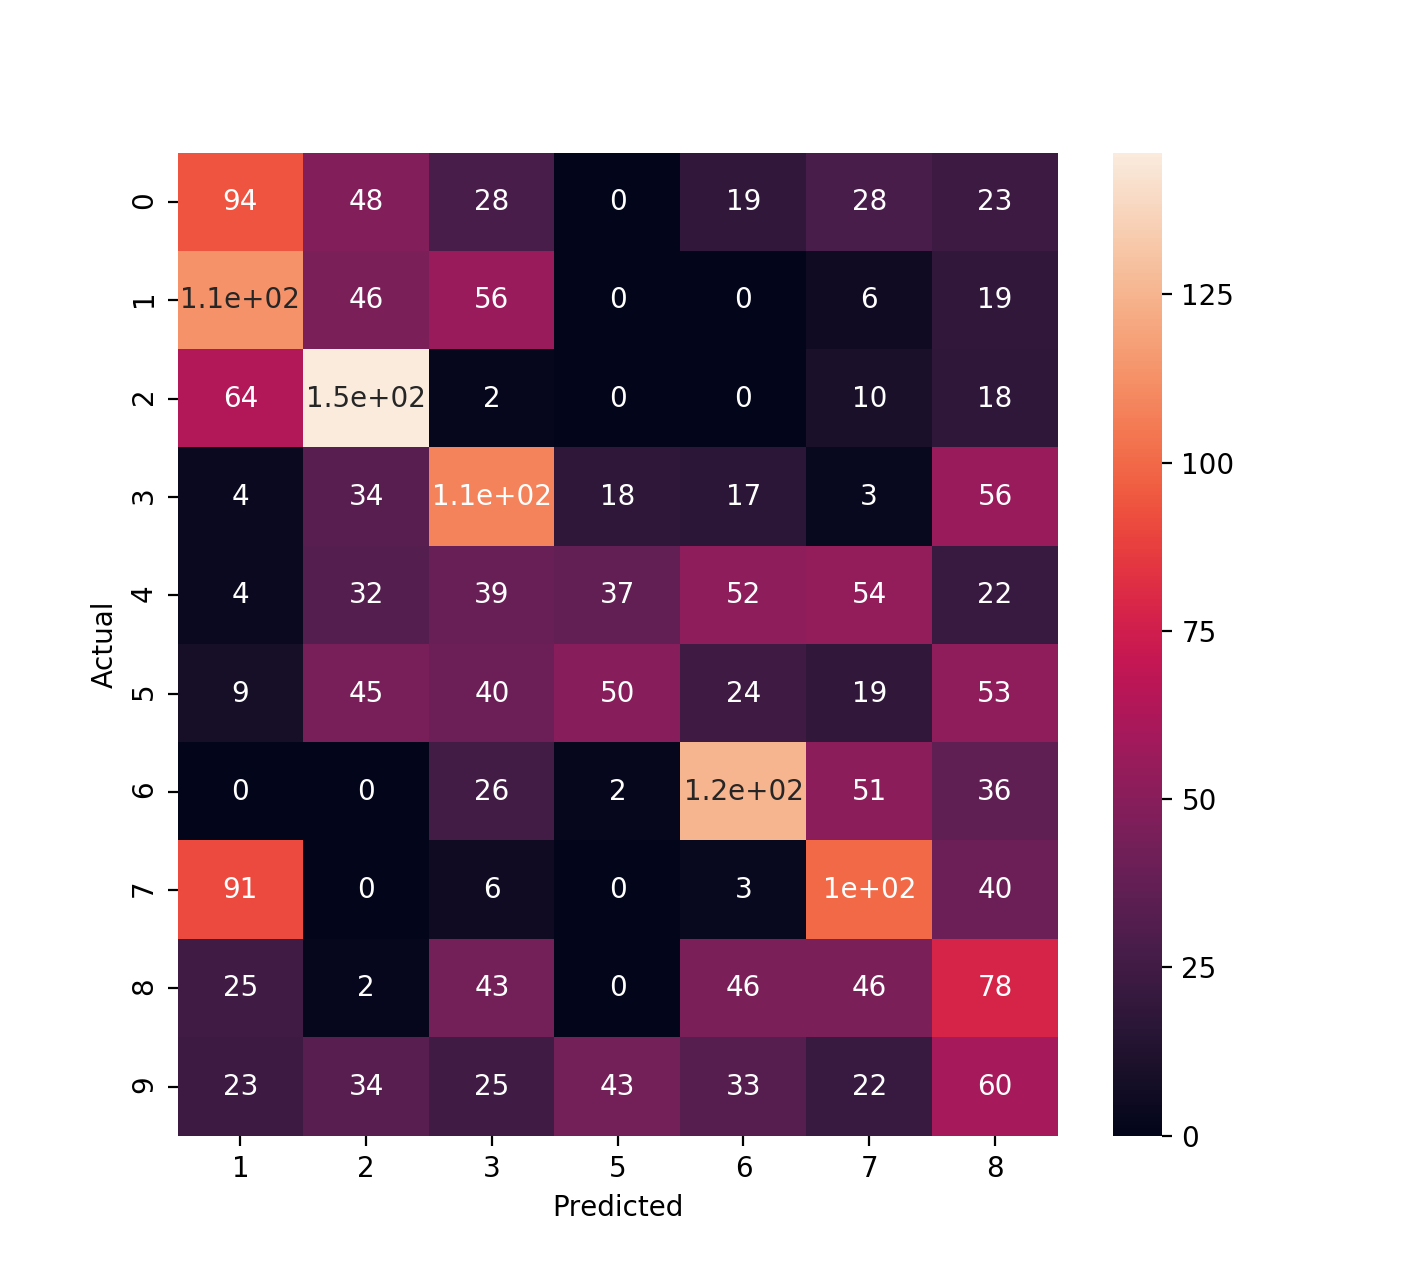 0 94 48 28 0 19 28 23
1 1.1e+02 46 56 0 0 6 19
2 64 1.5e+02 2 0 0 10 18
3 4 34 1.1e+02 18 17 3 56
4 4 32 39 37 52 54 22
5 9 45 40 50 24 19 53
6 0 0 26 2 1.2e+02 51 36
7 91 0 6 0 3 1e+02 40
8 25 2 43 0 46 46 78
9 23 34 25 43 33 22 60
Actual
1 2 3 5 6 7 8
Predicted
125
100
75
50
25
0